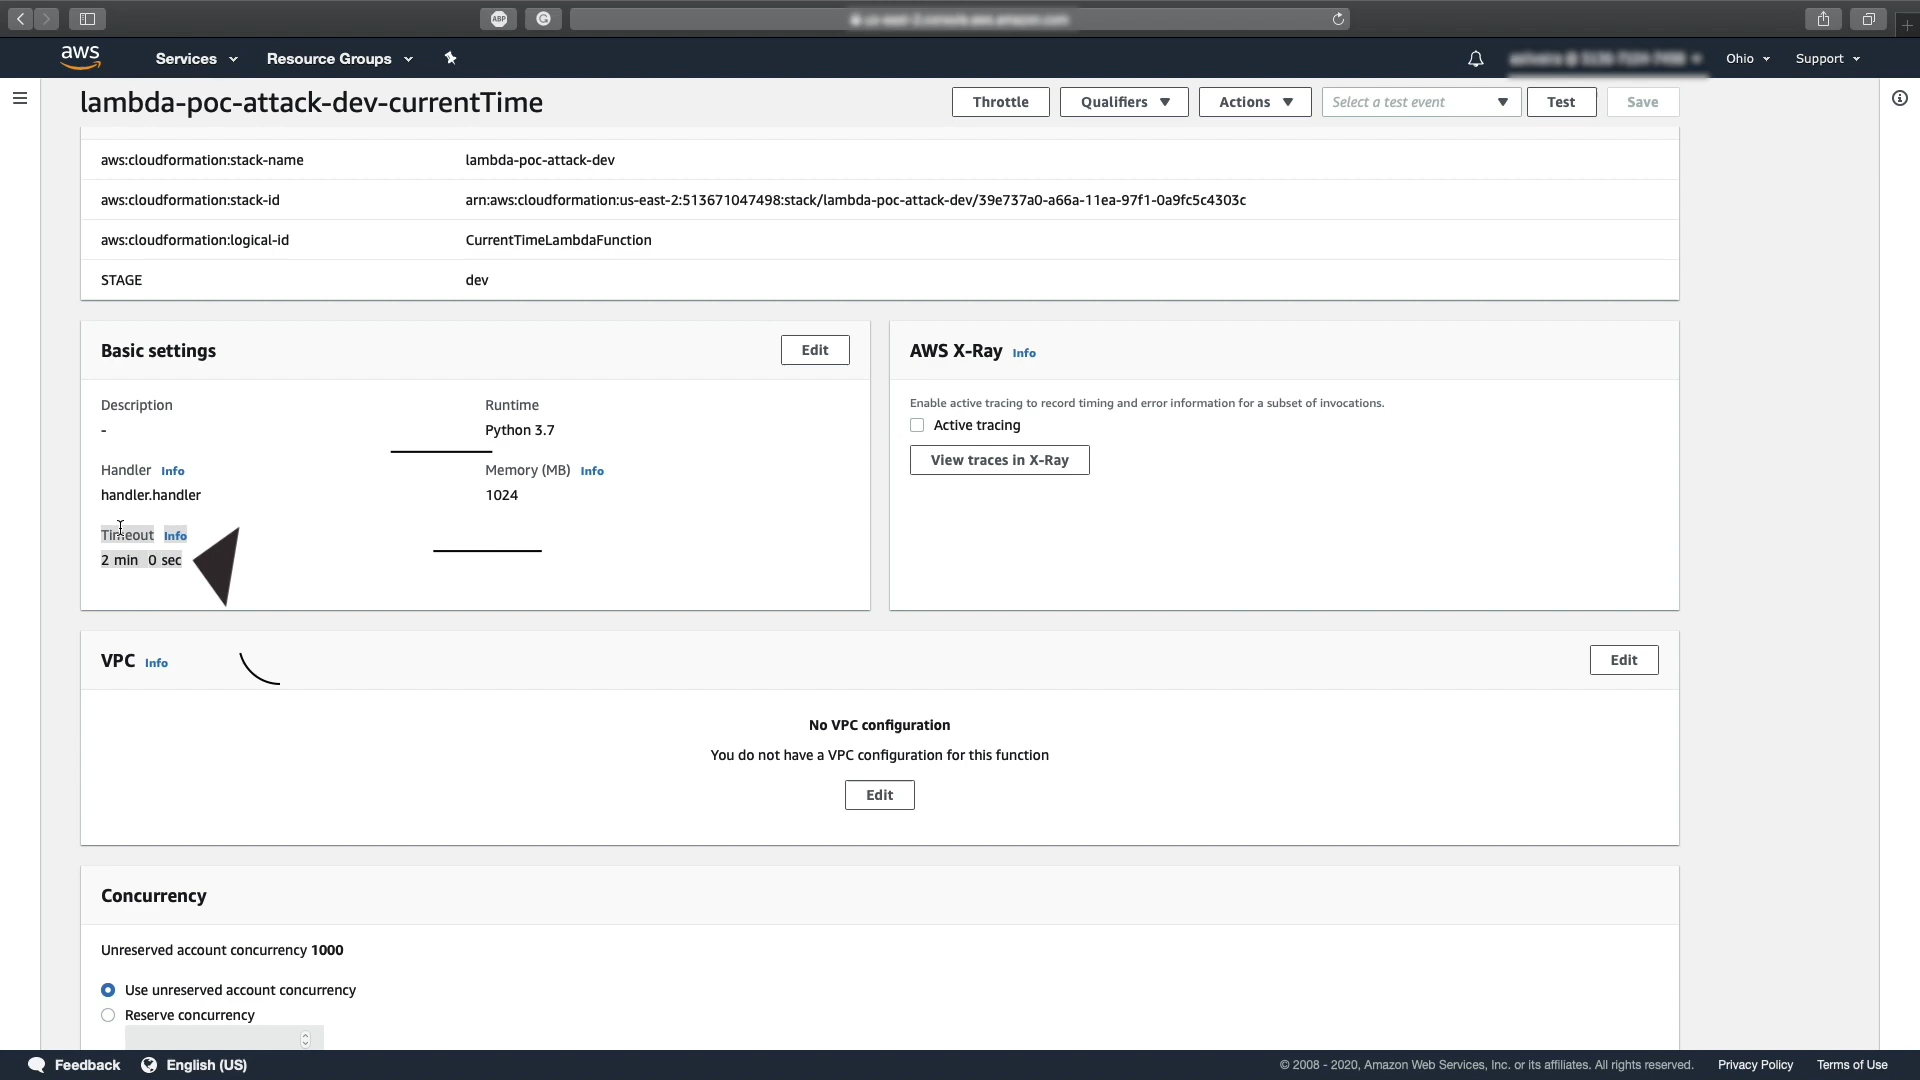 ABP
aws
Services
Resource Groups
Ohio
Support
lambda-poc-attack-dev-currentTime
Throttle
Qualifiers
Actions
Select a test event
Test
Save
aws:cloudformation:stack-name lambda-poc-attack-dev
aws:cloudformation:stack-id arn:aws:cloudformation:us-east-2:513671047498:stack/lambda-poc-attack-dev/39e737a0-a66a-11ea-97f1-0a9fc5c4303c
aws:cloudformation:logical-id CurrentTimeLambdaFunction
STAGE dev
Basic settings
Edit
AWS X-Ray Info
Description
-
Runtime
Python 3.7
Handler Info
handler.handler
Memory (MB) Info
1024
Timeout Info
2 min 0 sec
Enable active tracing to record timing and error information for a subset of invocations.
Active tracing
View traces in X-Ray
VPC Info
Edit
No VPC configuration
You do not have a VPC configuration for this function
Edit
Concurrency
Unreserved account concurrency 1000
Use unreserved account concurrency
Reserve concurrency
Feedback
English (US)
© 2008 - 2020, Amazon Web Services, Inc. or its affiliates. All rights reserved.
Privacy Policy
Terms of Use